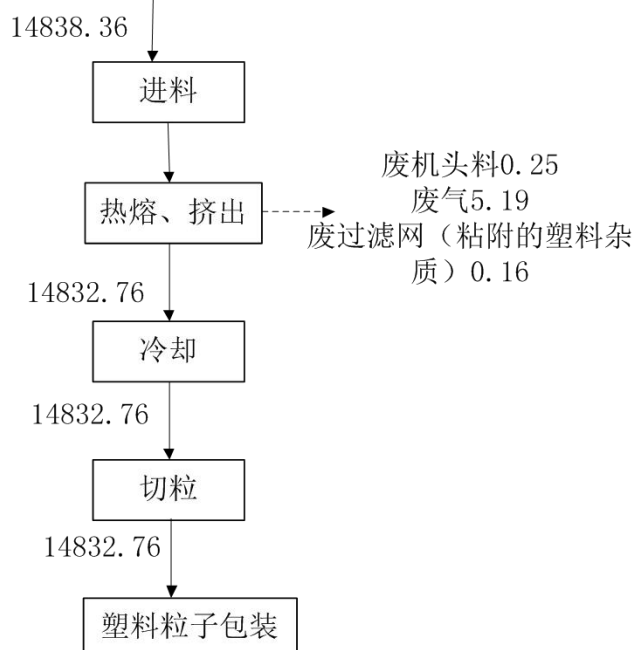 14838.36
进料
热熔、挤出
废机头料0.25
废气5.19
废过滤网（粘附的塑料杂
质）0.16
14832.76
冷却
14832.76
切粒
14832.76
塑料粒子包装